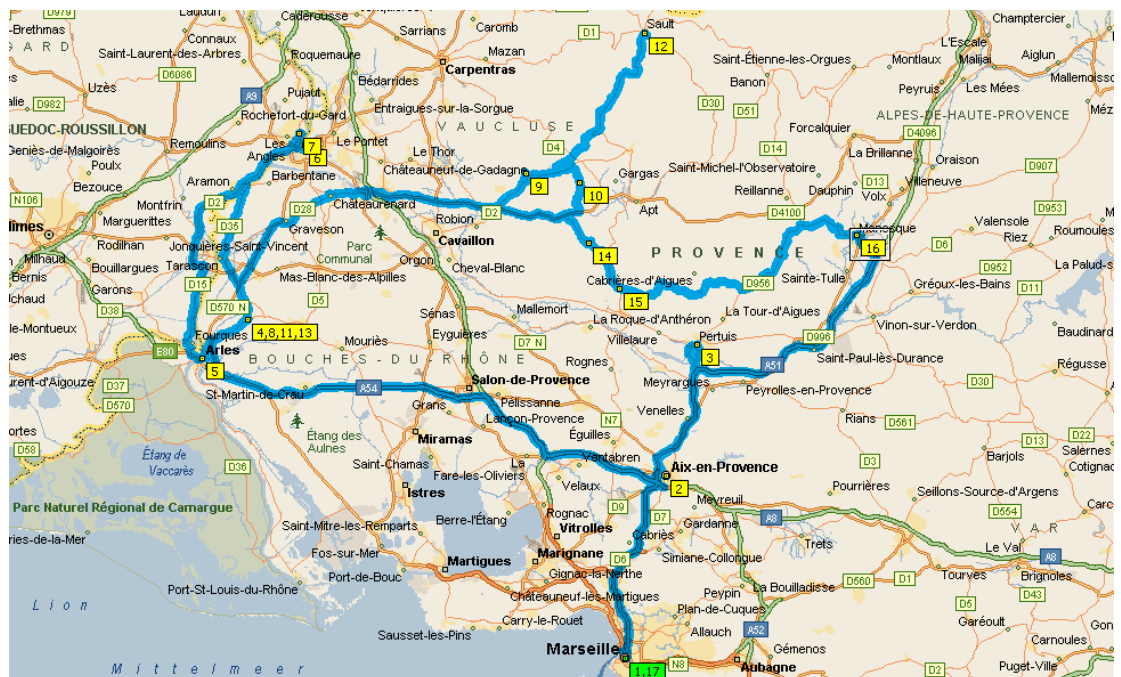 D979
Laudun
Cadérousse
Sarrians
Caromb
Sault
D1
12
Champtercier
-Brethmas
Connaux
GARD
Saint-Laurent-des-Arbres
Roquemaure
Mazan
Saint-Étienne-les-Orgues
L'Escale
Montlaux
Malijai
Aiglun
D6086
Carpentras
Banon
Mallemoisson
Uzès
Bédarrides
Peyruis
Les Mées
D982
A9
Pujaut
Entraigues-sur-la-Sorgue
D30
D51
ALPES-DE-HAUTE-PROVENCE
Rochefort-du-Gard
VAUCLUSE
Forcalquier
D4096
GUEDOC-ROUSSILLON
Remoulins
Les Angles
7
6
Le Pontet
D4
D14
La Brillanne
Geniès-de-Malgoirès
Poulx
Le Thor
Saint-Michel-l'Observatoire
Oraison
D907
Bezouce
Aramon
Barbentane
Châteauneuf-de-Gadagne
9
Gargas
Reillanne
Dauphin
D13
Volx
Villeneuve
N106
Montfrin
D2
Châteaurenard
10
Marguerittes
D28
D2
Apt
D4100
D953
Valensole
D35
Graveson
Robion
Manosque
Riez
Roumoules
îmes
Rodilhan
Jonquières-Saint-Vincent
Parc
Communal
Cavaillon
PROVENCE
16
D6
Milhaud
Bouillargues
Tarascon
Orgon
14
D952
La Palud-s
Bernis
Mas-Blanc-des-Alpilles
Cheval-Blanc
Cabrières-d'Aigues
Sainte-Tulle
Garons
D15
D956
Gréoux-les-Bains
D11
D5
15
D38
D570 N
Mallemort
La Tour-d'Aigues
Sénas
La Roque-d'Anthéron
Vinon-sur-Verdon
4,8,11,13
Fourques
Mouriès
Eyguières
Villelaure
Pertuis
D996
Baudinard
E80
Arles
D7 N
3
BOUCHES-DU-RHÔNE
Rognes
Saint-Paul-lès-Durance
5
A51
Régusse
D37
St-Martin-de-Crau
A54
Salon-de-Provence
Meyrargues
Peyrolles-en-Provence
D30
D570
Grans
Pélissanne
Venelles
Lançon-Provence
N7
Rians
D561
Étang des
Aulnes
Miramas
Éguilles
D22
D58
D13
Étang de
Vaccarès
Salernes
Ventabren
Barjols
Saint-Chamas
La
Aix-en-Provence
D3
Cotignac
D36
Fare-les-Oliviers
Velaux
2
Pourrières
Seillons-Source-d'Argens
Istres
Meyreuil
Parc Naturel Régional de Camargue
Rognac
D9
D554
Berre-l'Étang
D7
Gardanne
A8
VAR
Saint-Mitre-les-Remparts
Vitrolles
Cabriès
Trets
ries-de-la-Mer
Le Val
Fos-sur-Mer
Marignane
D6
Simiane-Collongue
A8
Martigues
Port-de-Bouc
Gignac-la-Nerthe
La Bouilladisse
D560
D1
Tourves
Brignoles
Port-St-Louis-du-Rhône
Châteauneuf-les-Martigues
Peypin
D43
Lion
Plan-de-Cuques
D5
Carry-le-Rouet
Allauch
A52
Garéoult
Sausset-les-Pins
Carnoules
Marseille
Gémenos
Mittelmeer
1,17
N8
Aubagne
D2
Puget-Ville